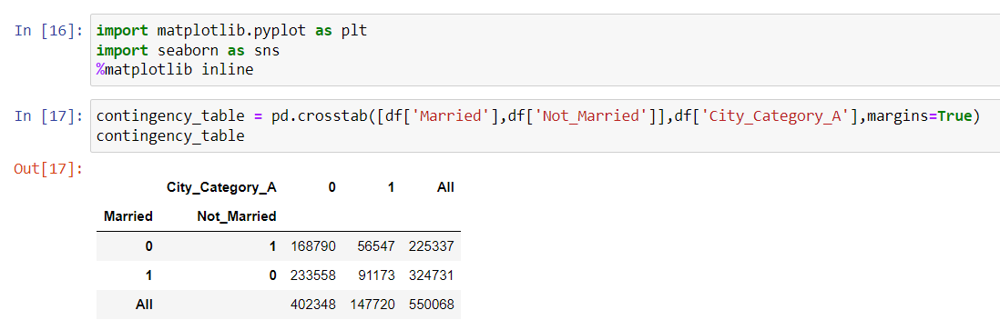 In [16]: import matplotlib.pyplot as plt
import seaborn as sns
%matplotlib inline
In [17]: contingency_table = pd.crosstab([df['Married'],df['Not_Married']],df['City_Category_A'],margins=True)
contingency_table
Out[17]:
City_Category_A 0 1 All
Married Not_Married
0 1 168790 56547 225337
1 0 233558 91173 324731
All 402348 147720 550068